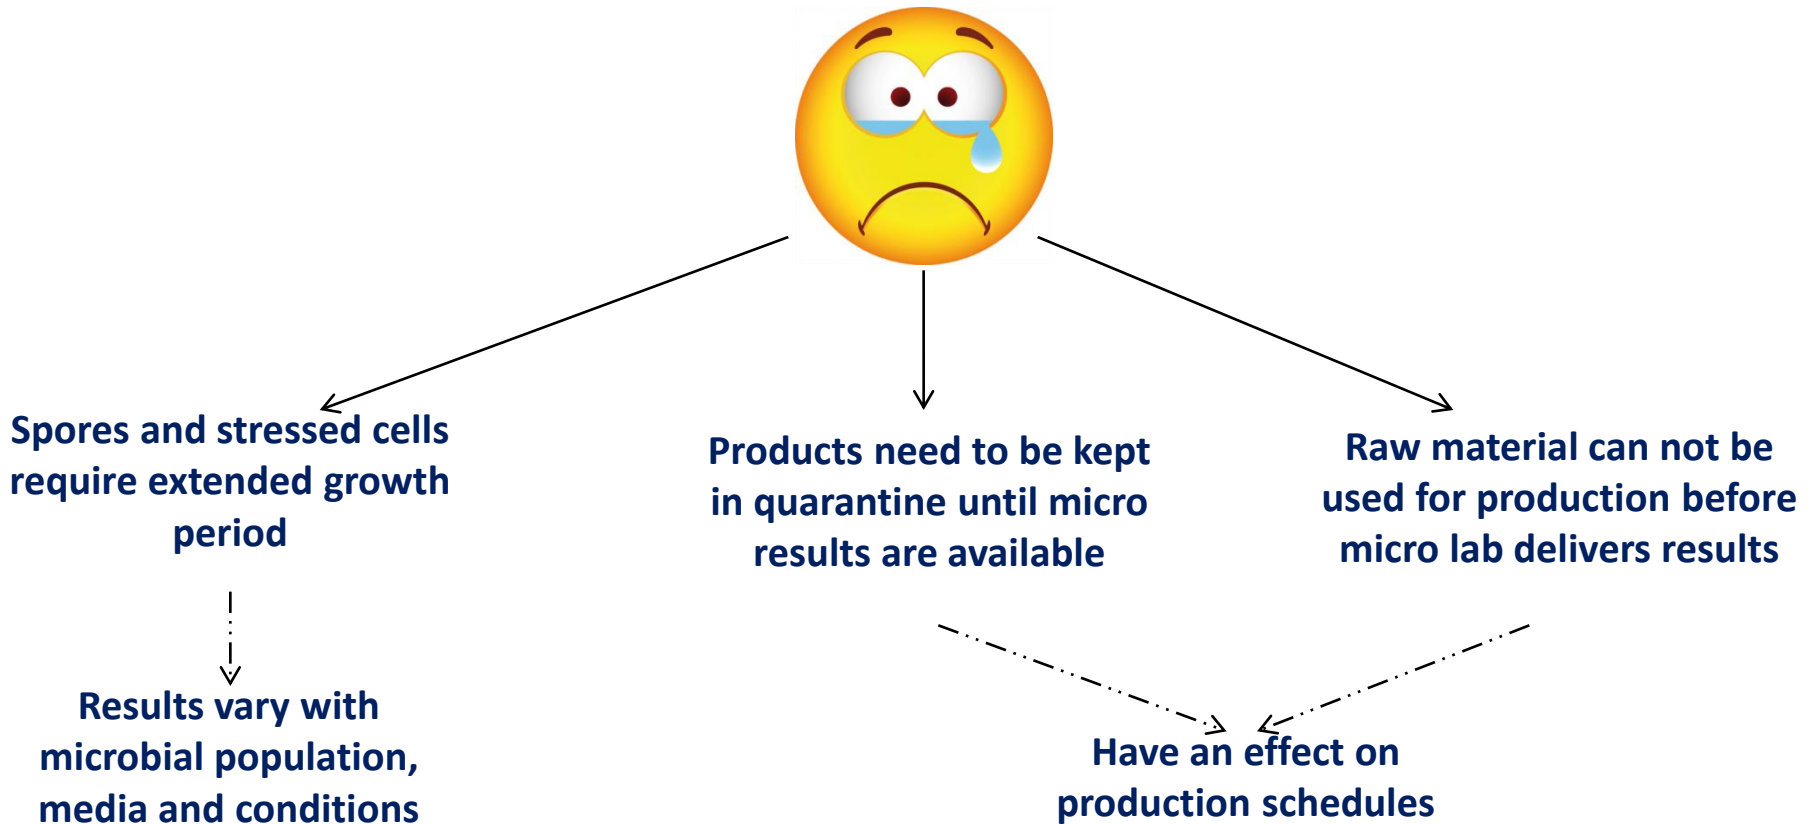 Spores and stressed cells
require extended growth
period
Products need to be kept
in quarantine until micro
results are available
Raw material can not be
used for production before
micro lab delivers results
Results vary with
microbial population,
media and conditions
Have an effect on
production schedules